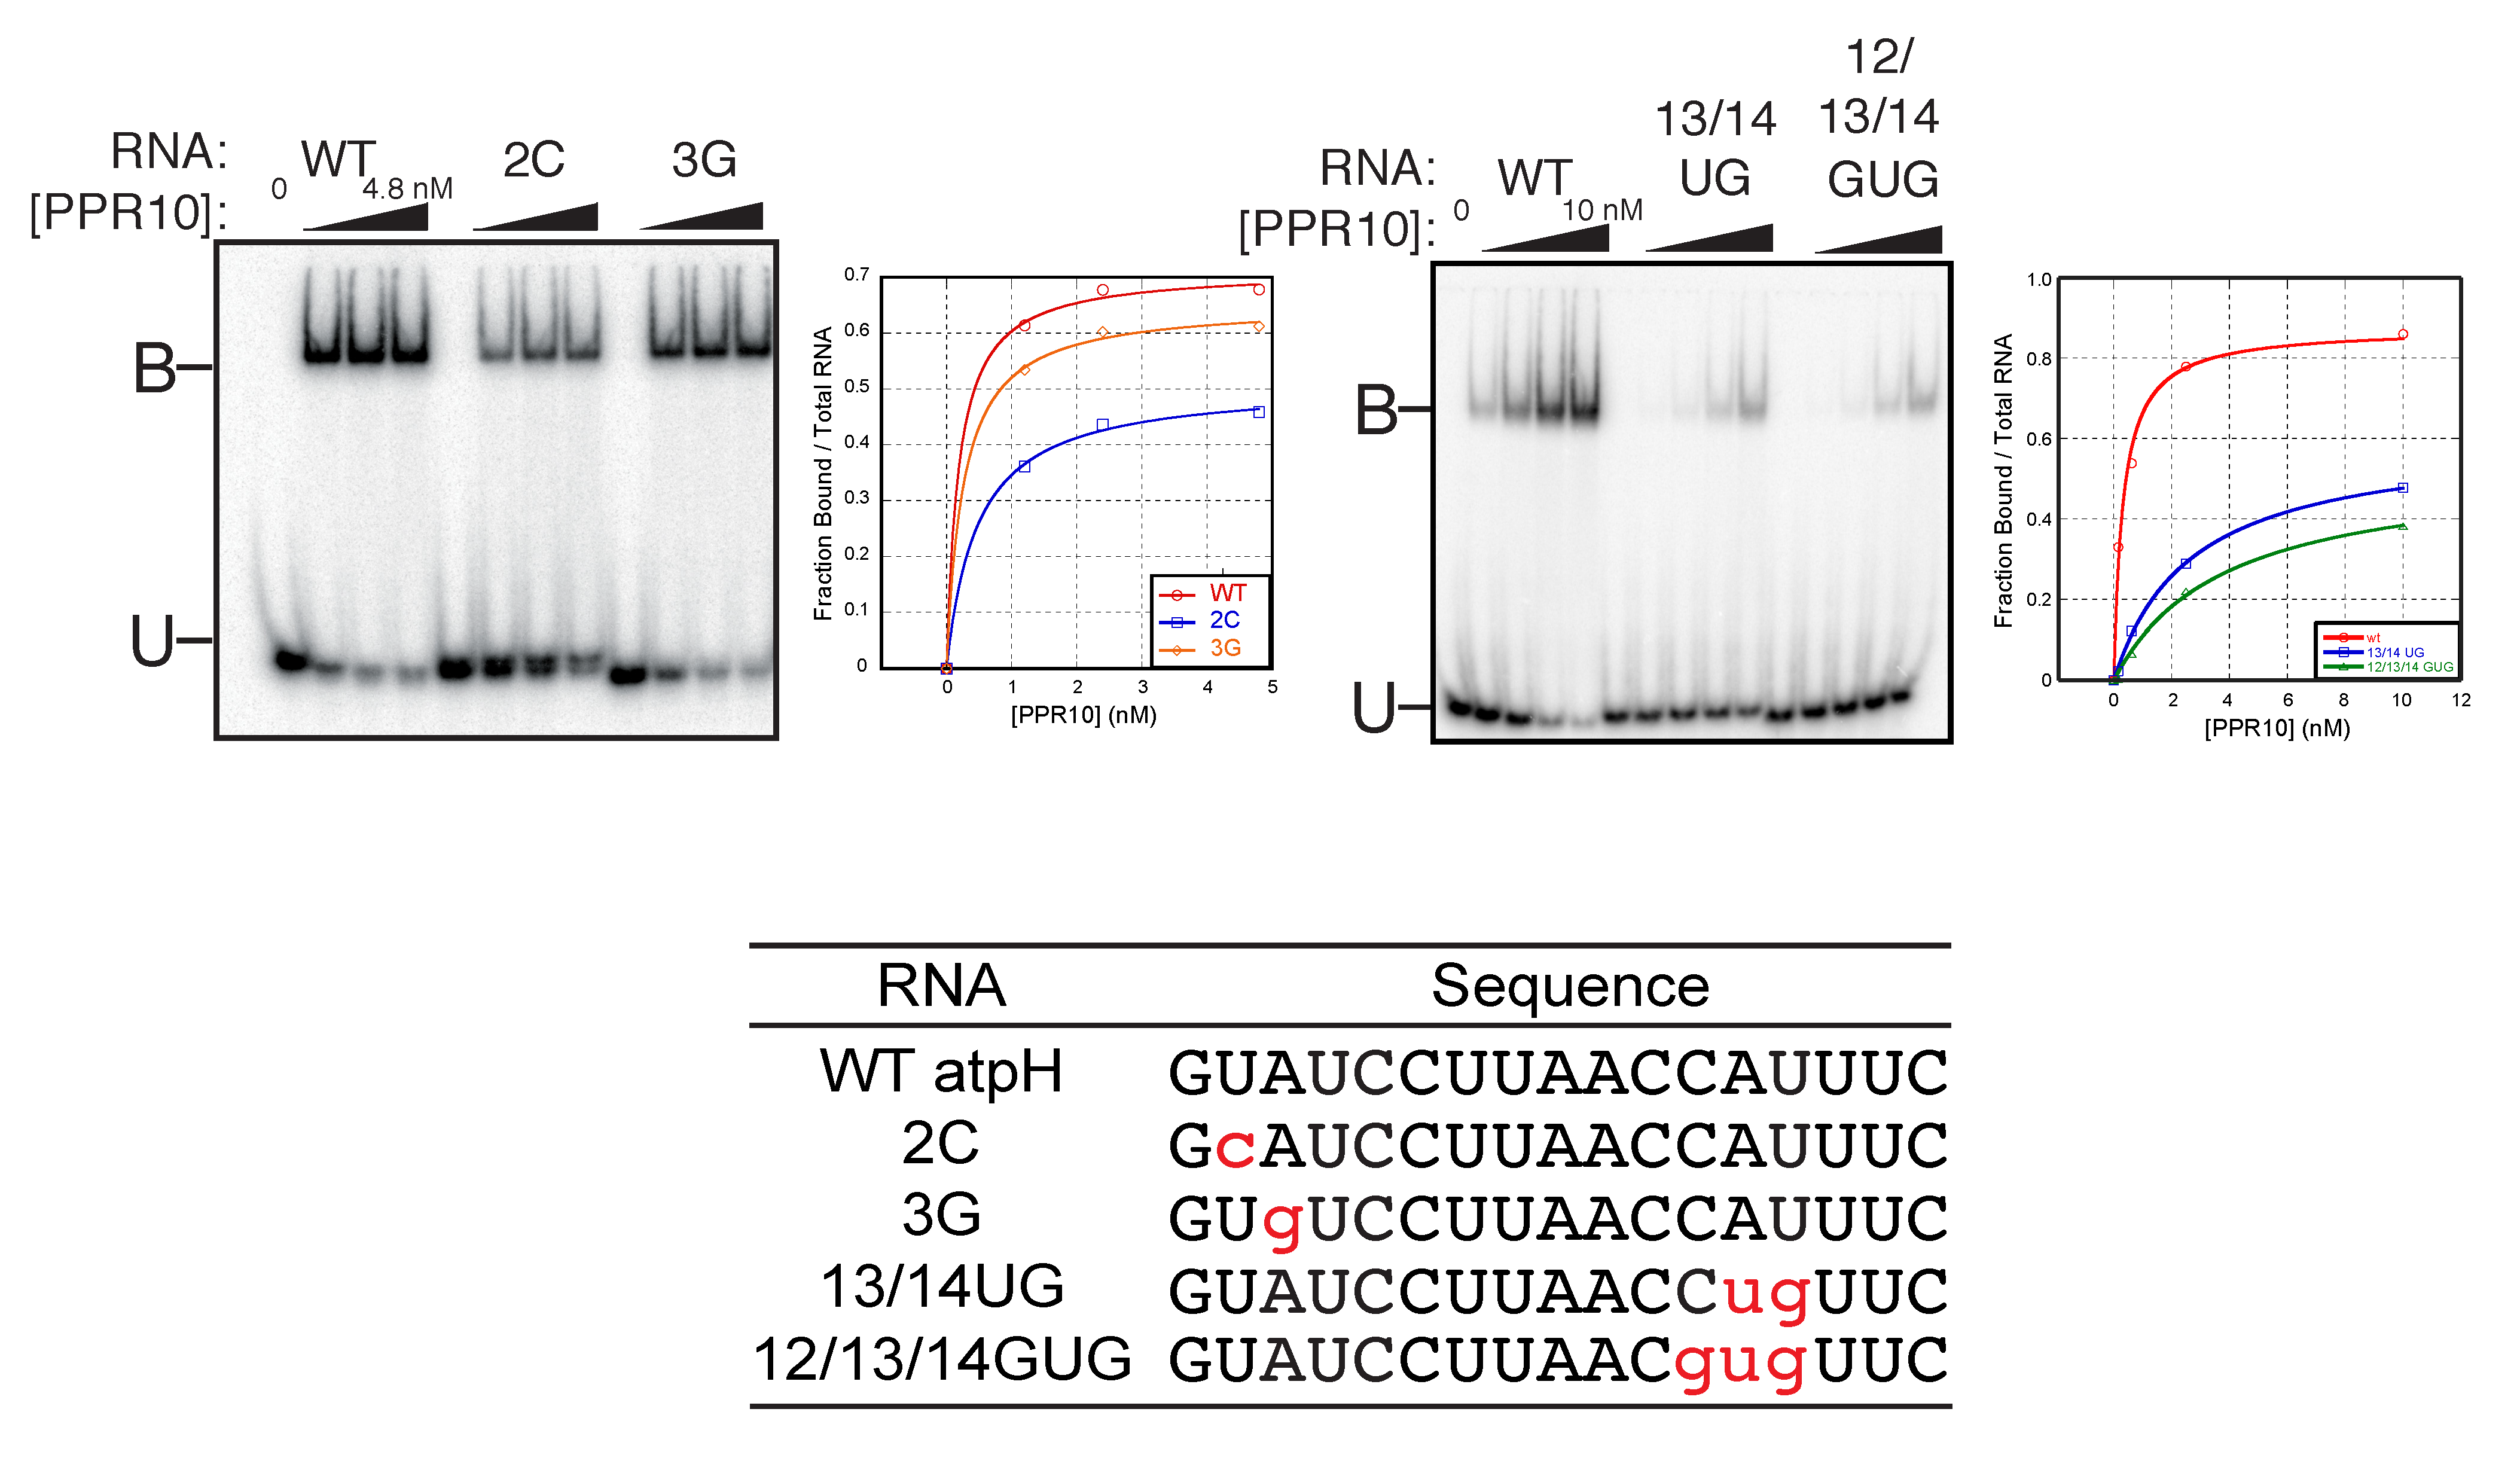 RNA: WT 2C 3G
[PPR10]: 0 4.8 nM
B
U
0.7
0.6
0.5
0.4
0.3
0.2
0.1
0
Fraction Bound / Total RNA
WT
2C
3G
0 1 2 3 4 5
[PPR10] (nM)
12/
13/14 13/14
RNA: WT UG GUG
[PPR10]: 0 10 nM
B
U
1.0
0.8
0.6
0.4
0.2
0
Fraction Bound / Total RNA
wt
13/14 UG
12/13/14 GUG
0 2 4 6 8 10 12
[PPR10] (nM)
RNA Sequence
WT atpH GUAUCCUUAACCAUUUC
2C GcAUCCUUAACCAUUUC
3G GUgUCCUUAACCAUUUC
13/14UG GUAUCCUUAACCugUUC
12/13/14GUG GUAUCCUUAACgugUUC